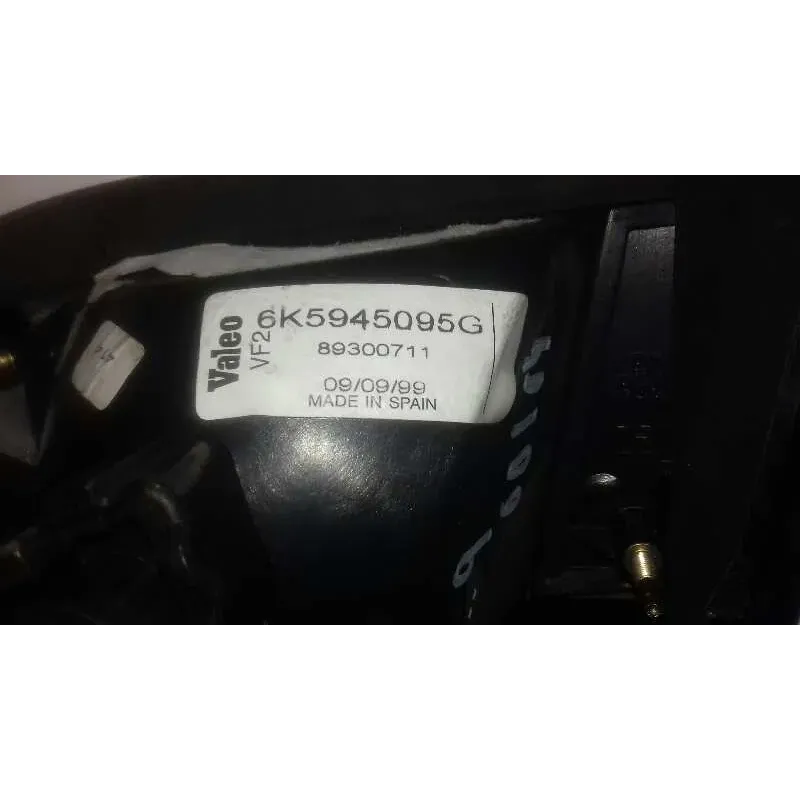 Valeo
VF2
6K5945095G
89300711
09/09/99
MADE IN SPAIN